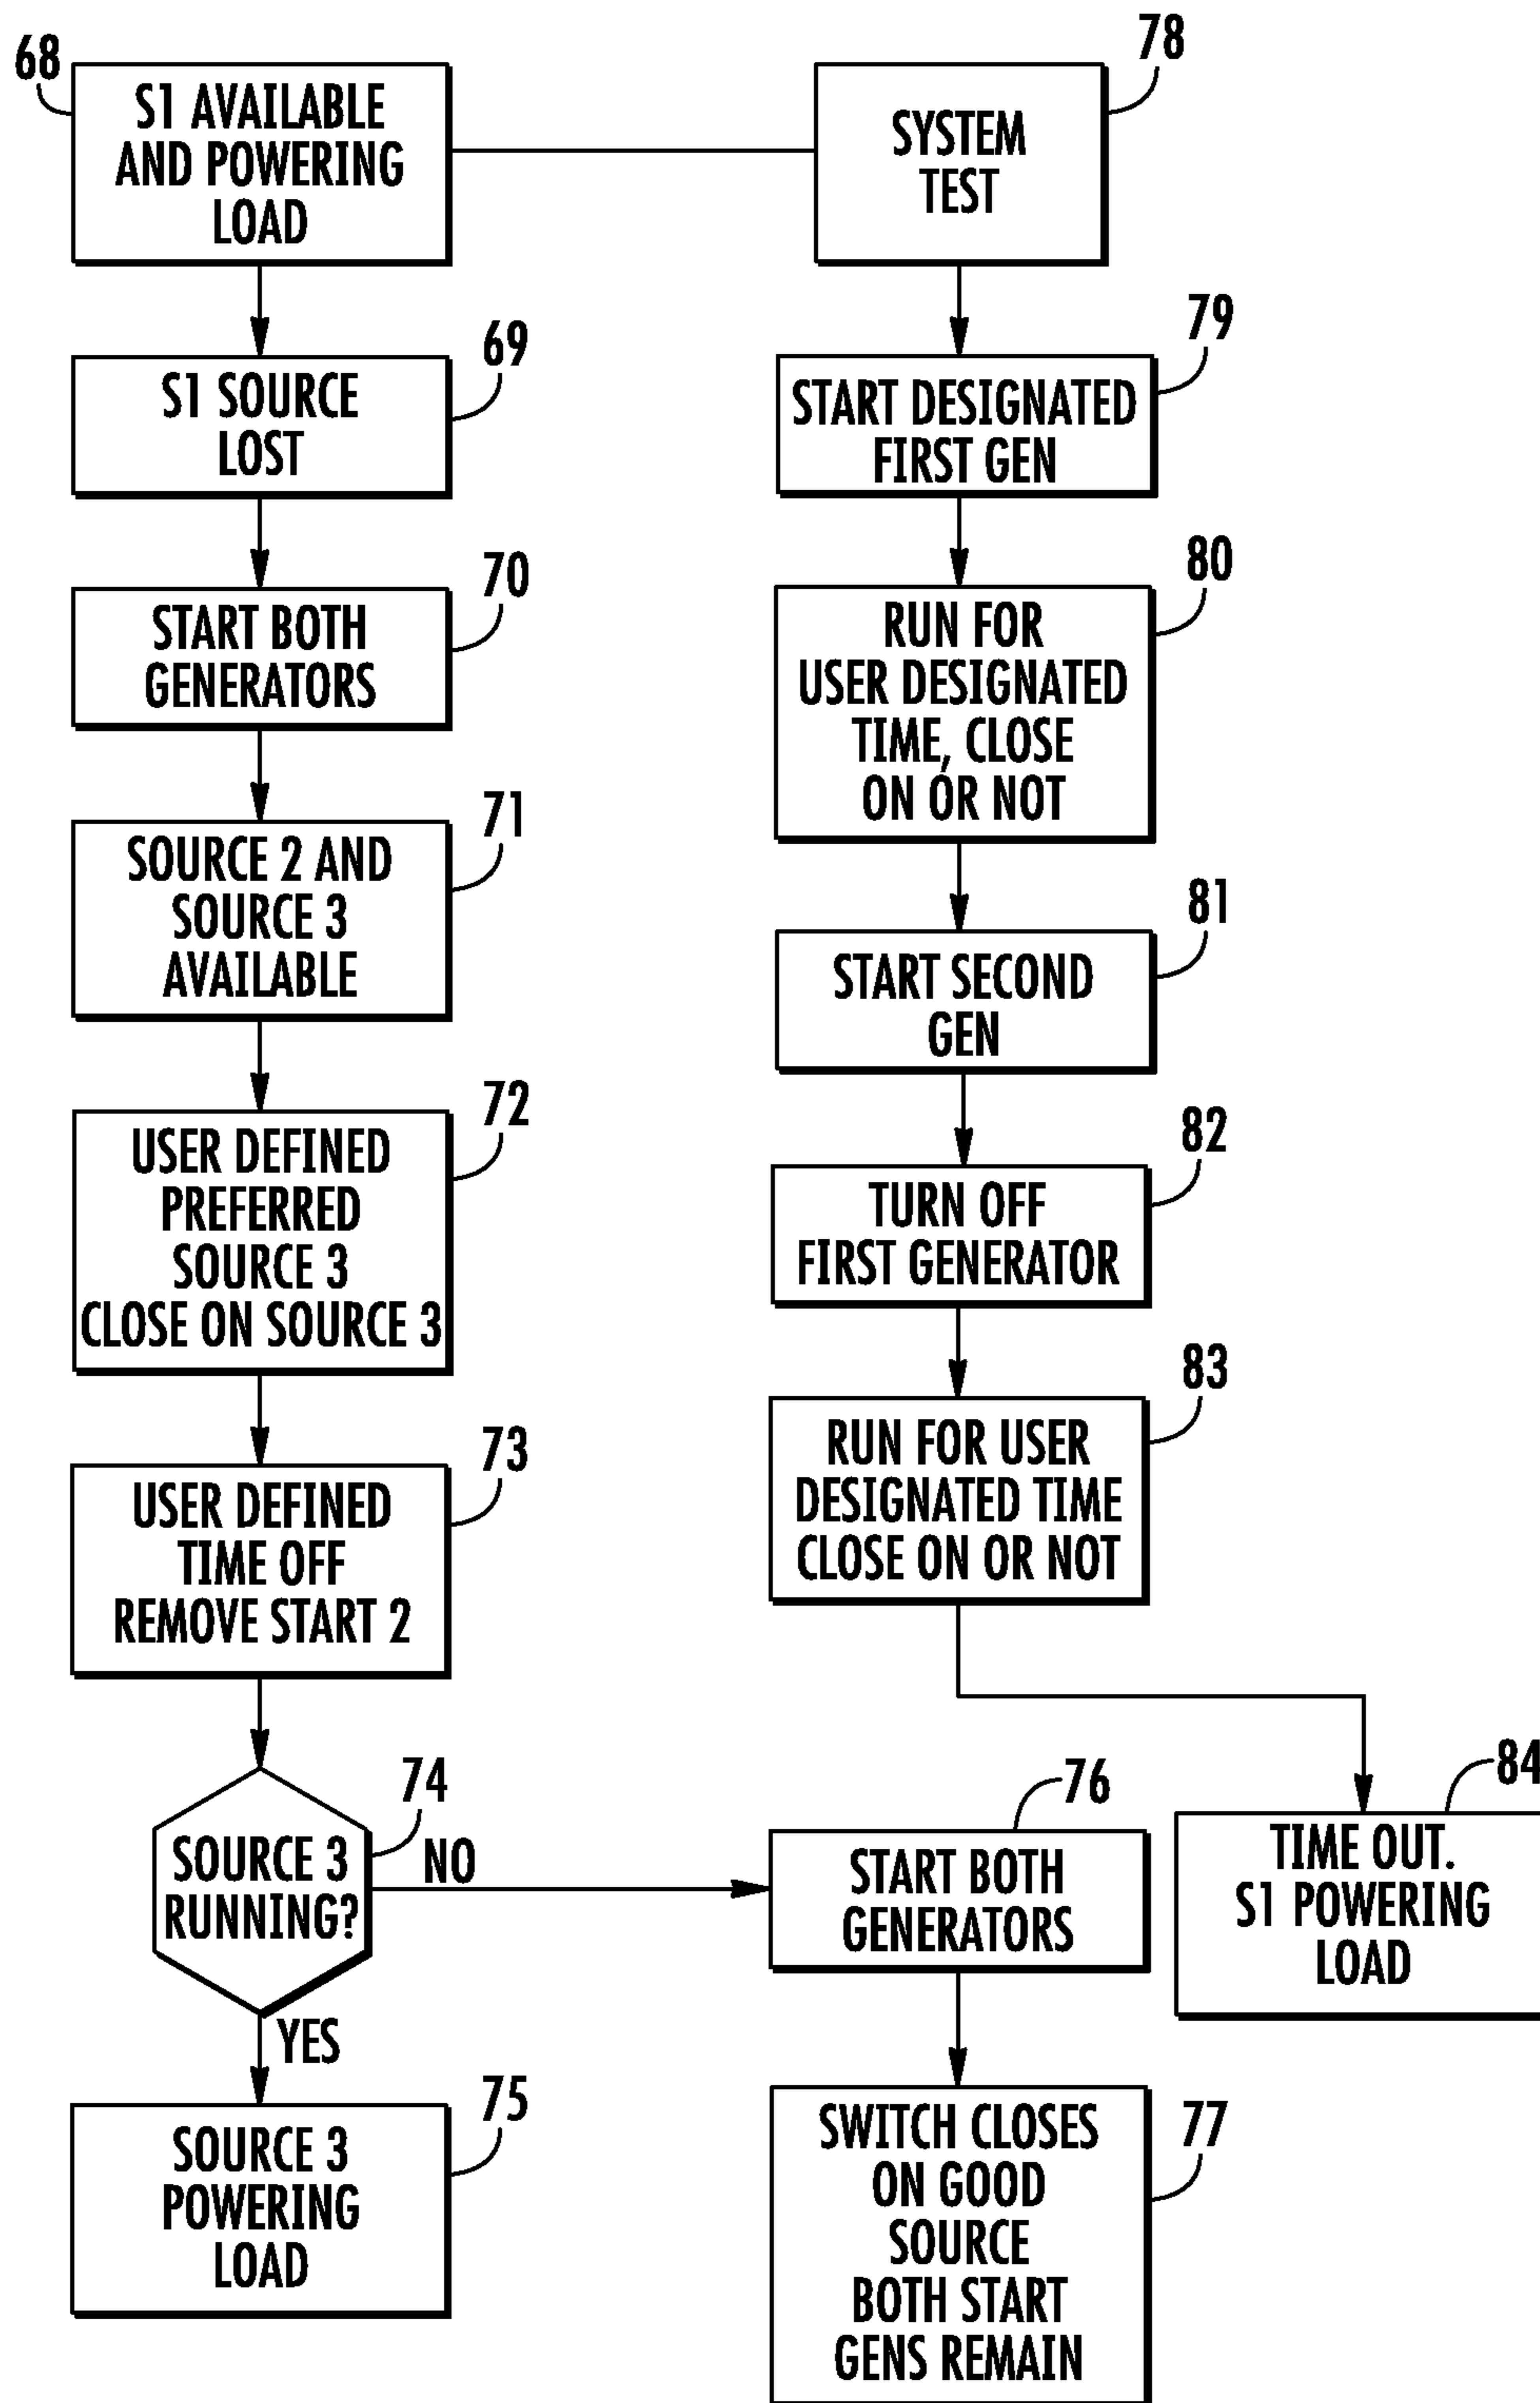 68
S1 AVAILABLE
AND POWERING
LOAD
78
SYSTEM
TEST
69
S1 SOURCE
LOST
79
START DESIGNATED
FIRST GEN
70
START BOTH
GENERATORS
80
RUN FOR
USER DESIGNATED
TIME, CLOSE
ON OR NOT
71
SOURCE 2 AND
SOURCE 3
AVAILABLE
81
START SECOND
GEN
72
USER DEFINED
PREFERRED
SOURCE 3
CLOSE ON SOURCE 3
82
TURN OFF
FIRST GENERATOR
73
USER DEFINED
TIME OFF
REMOVE START 2
83
RUN FOR USER
DESIGNATED TIME
CLOSE ON OR NOT
74
SOURCE 3
RUNNING?
NO
YES
76
START BOTH
GENERATORS
84
TIME OUT.
S1 POWERING
LOAD
75
SOURCE 3
POWERING
LOAD
77
SWITCH CLOSES
ON GOOD
SOURCE
BOTH START
GENS REMAIN